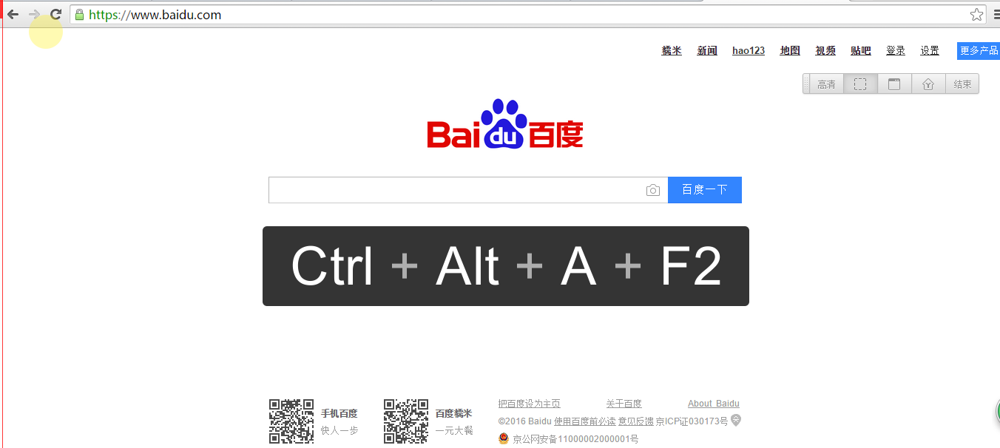 https://www.baidu.com
糯米 新闻 hao123 地图 视频 贴吧 登录 设置 更多产品
高清 结束
Baidu百度
百度一下
Ctrl + Alt + A + F2
把百度设为主页 关于百度 About Baidu
手机百度 百度糯米
©2016 Baidu 使用百度前必读 意见反馈 京ICP证030173号
快人一步 一元大餐
京公网安备11000002000001号